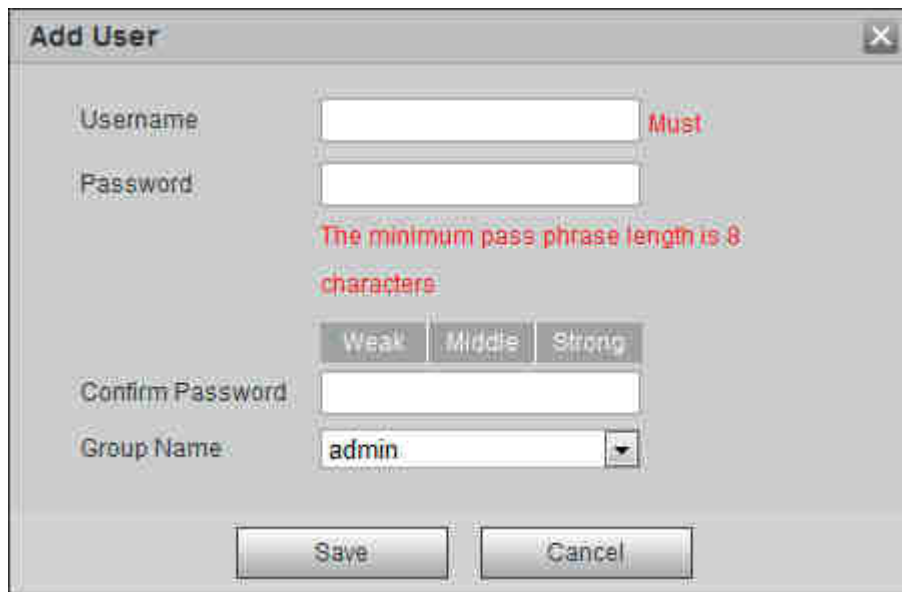 Add User
Username
Must
Password
The minimum pass phrase length is 8
characters
Weak Middle Strong
Confirm Password
Group Name
admin
Save
Cancel